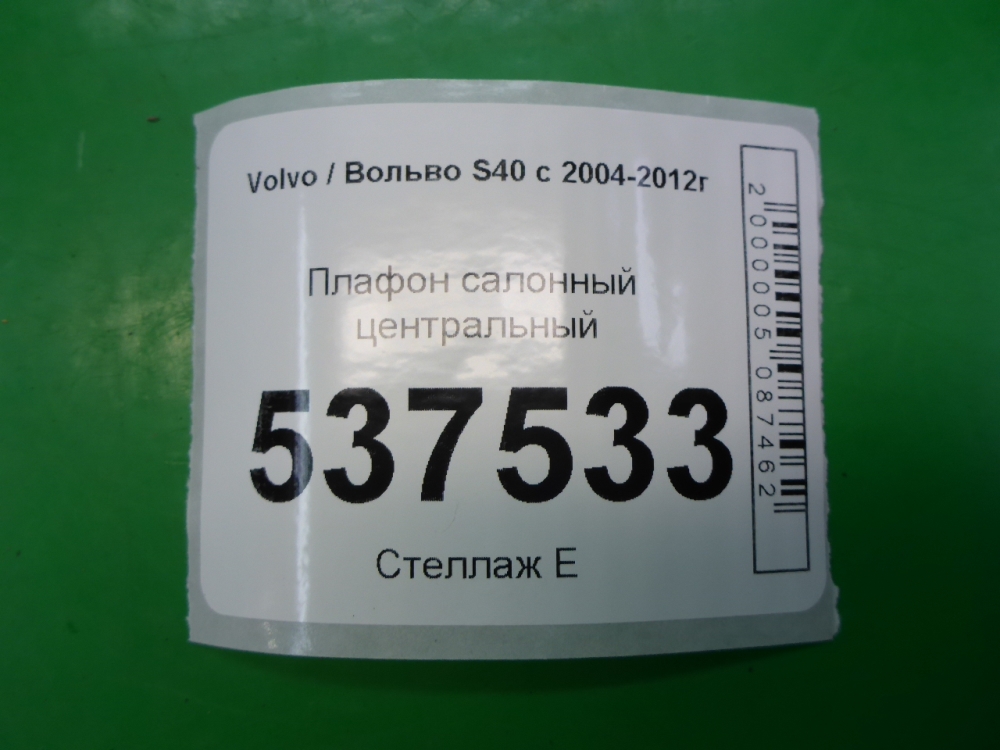 Volvo / Вольво S40 с 2004-2012г
Плафон салонный
центральный
537533
Стеллаж Е
2000005087462